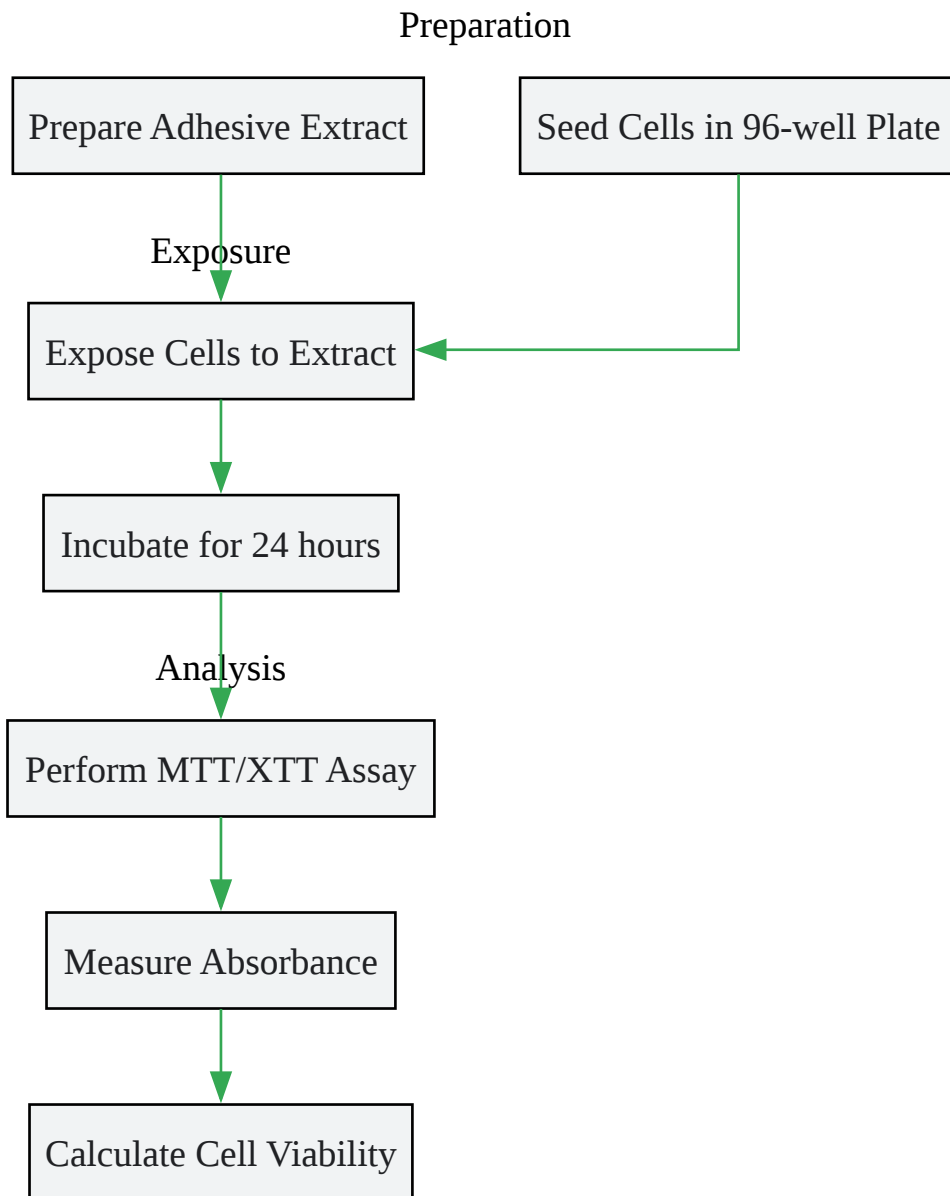 Preparation
Prepare Adhesive Extract
Seed Cells in 96-well Plate
Exposure
Expose Cells to Extract
Incubate for 24 hours
Analysis
Perform MTT/XTT Assay
Measure Absorbance
Calculate Cell Viability